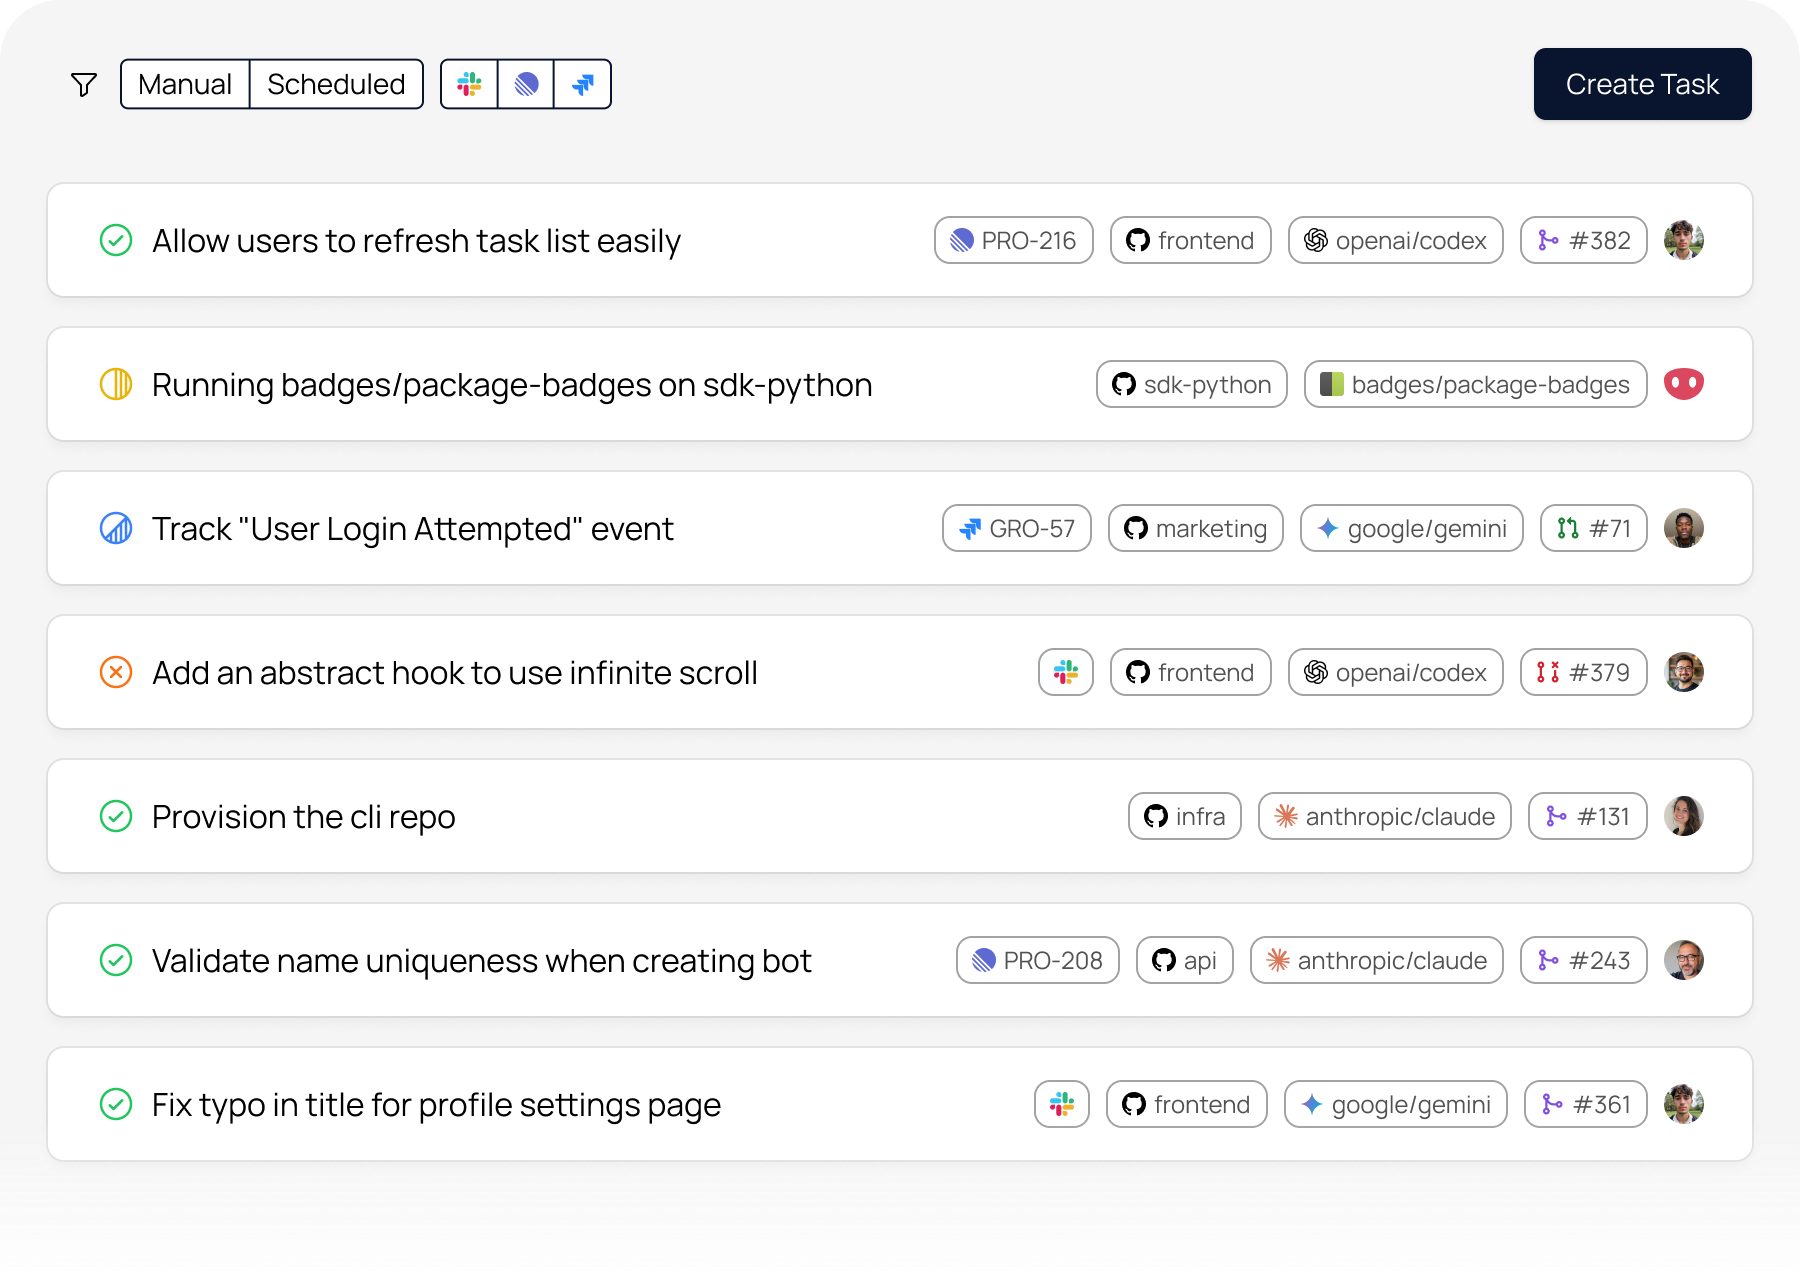 Manual Scheduled Create Task
Allow users to refresh task list easily PRO-216 frontend openai/codex #382
Running badges/package-badges on sdk-python sdk-python badges/package-badges
Track "User Login Attempted" event GRO-57 marketing google/gemini #71
Add an abstract hook to use infinite scroll frontend openai/codex #379
Provision the cli repo infra anthropic/claude #131
Validate name uniqueness when creating bot PRO-208 api anthropic/claude #243
Fix typo in title for profile settings page frontend google/gemini #361